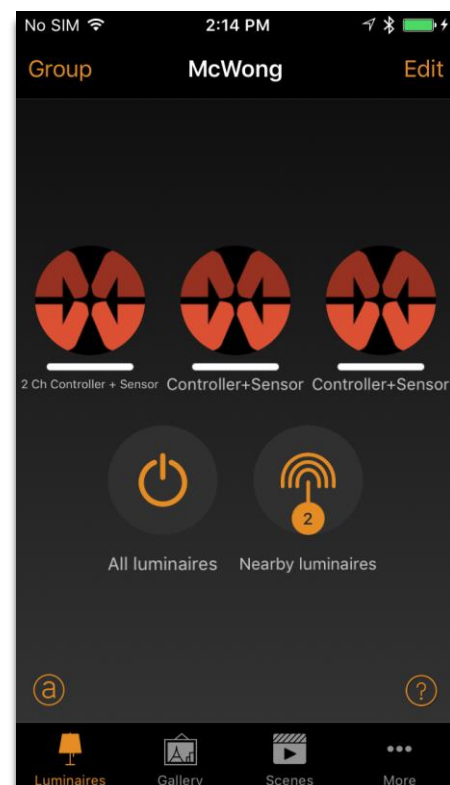 No SIM 2:14 PM
Group McWong Edit
2 Ch Controller + Sensor Controller+Sensor Controller+Sensor
2
All luminaires Nearby luminaires
a ?
Luminaires Gallery Scenes More